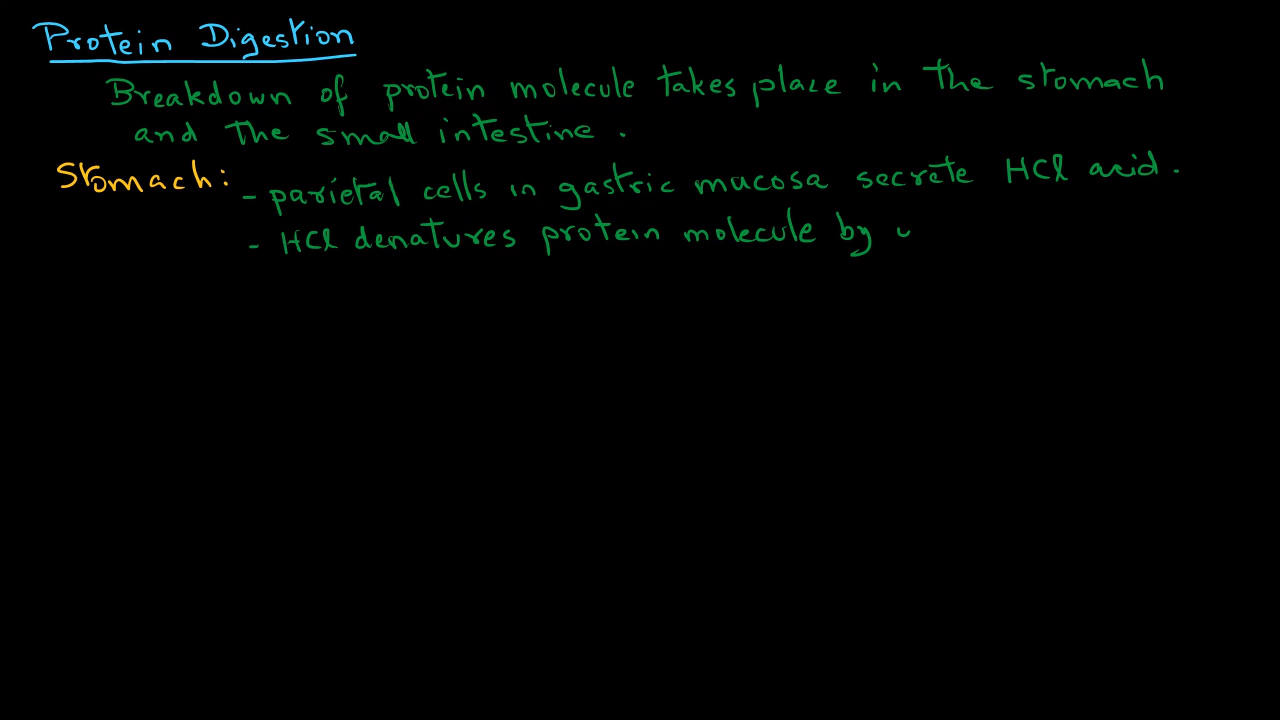 Protein Digestion
Breakdown of protein molecule takes place in the stomach
and the small intestine.
Stomach:
- parietal cells in gastric mucosa secrete HCl acid.
- HCl denatures protein molecule by